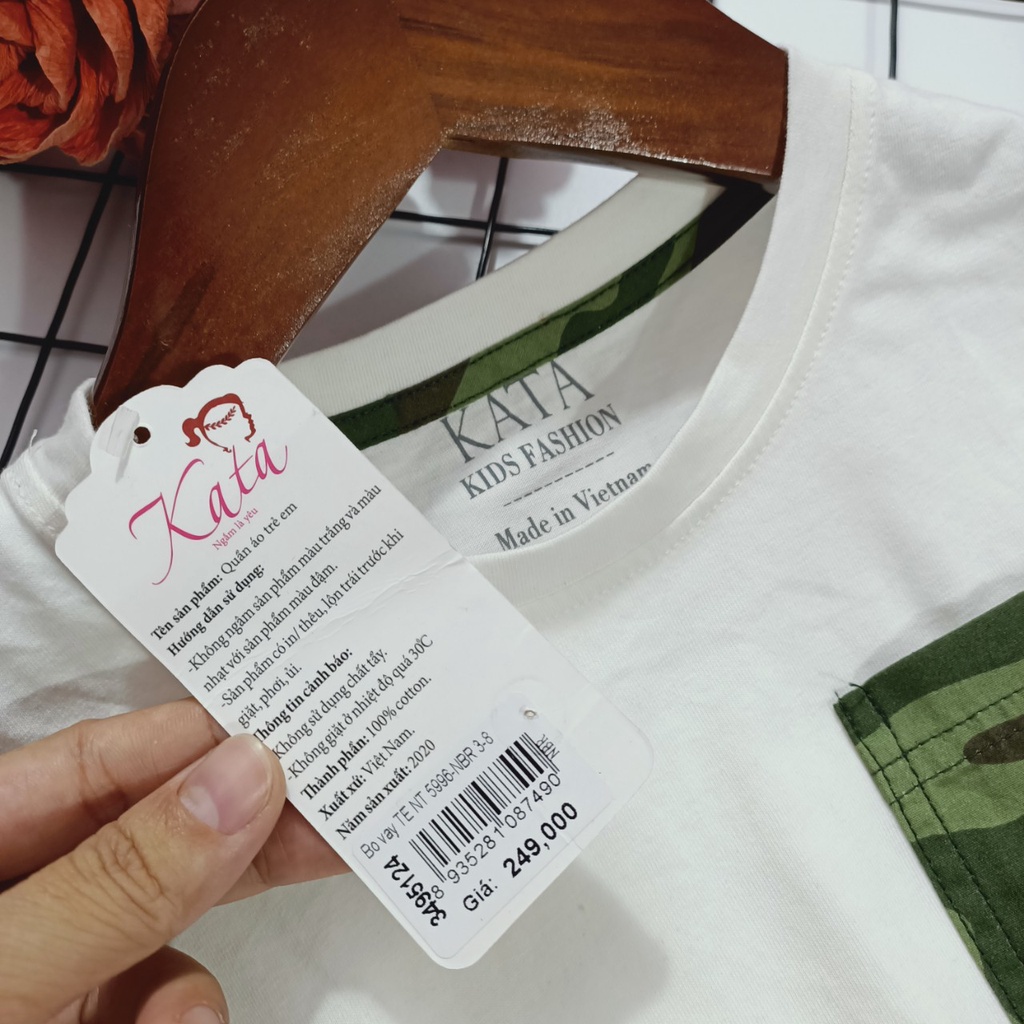 Kata
Ngắm là yêu
Tên sản phẩm: Quần áo trẻ em
Hướng dẫn sử dụng:
-Không ngâm sản phẩm màu trắng và màu
nhạt với sản phẩm màu đậm.
-Sản phẩm có in/ thêu, lộn trái trước khi
giặt, phơi, ủi.
Thông tin cảnh báo:
-Không sử dụng chất tẩy.
-Không giặt ở nhiệt độ quá 30°C
Thành phần: 100% cotton.
Xuất xứ: Việt Nam.
Năm sản xuất: 2020
Bo vay TE NT 5996-NBR 3-8
NBR
8 935281 087490
3495124
Giá: 249,000
KATA
KIDS FASHION
Made in Vietnam